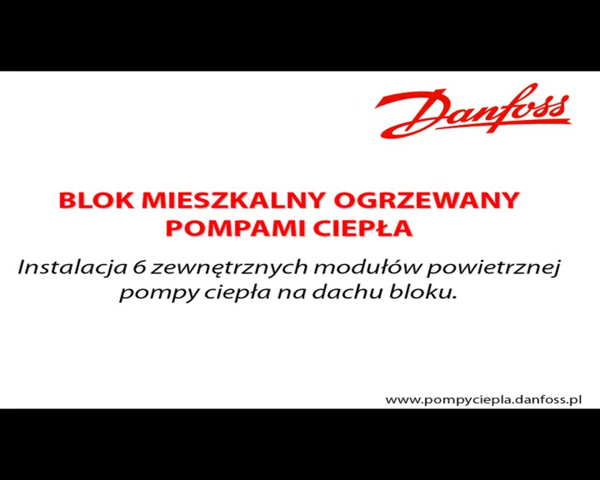 Danfoss
BLOK MIESZKALNY OGRZEWANY
POMPAMI CIEPŁA
Instalacja 6 zewnętrznych modułów powietrznej
pompy ciepła na dachu bloku.
www.pompyciepla.danfoss.pl